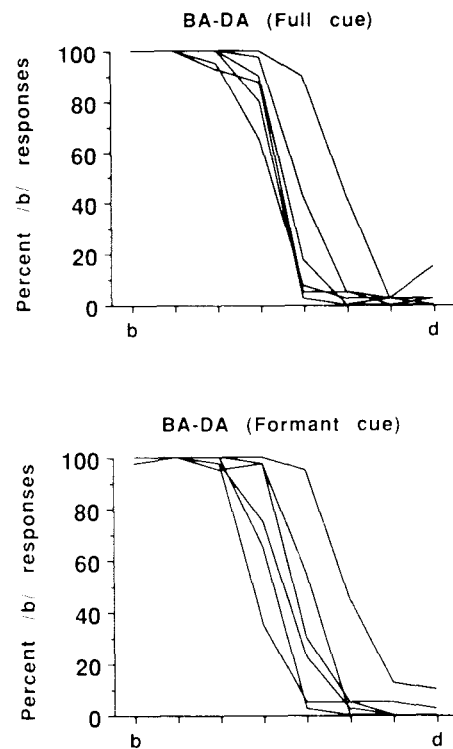 BA-DA (Full cue)
Percent /b/ responses
100
80
60
40
20
0
b d
BA-DA (Formant cue)
Percent /b/ responses
100
80
60
40
20
0
b d